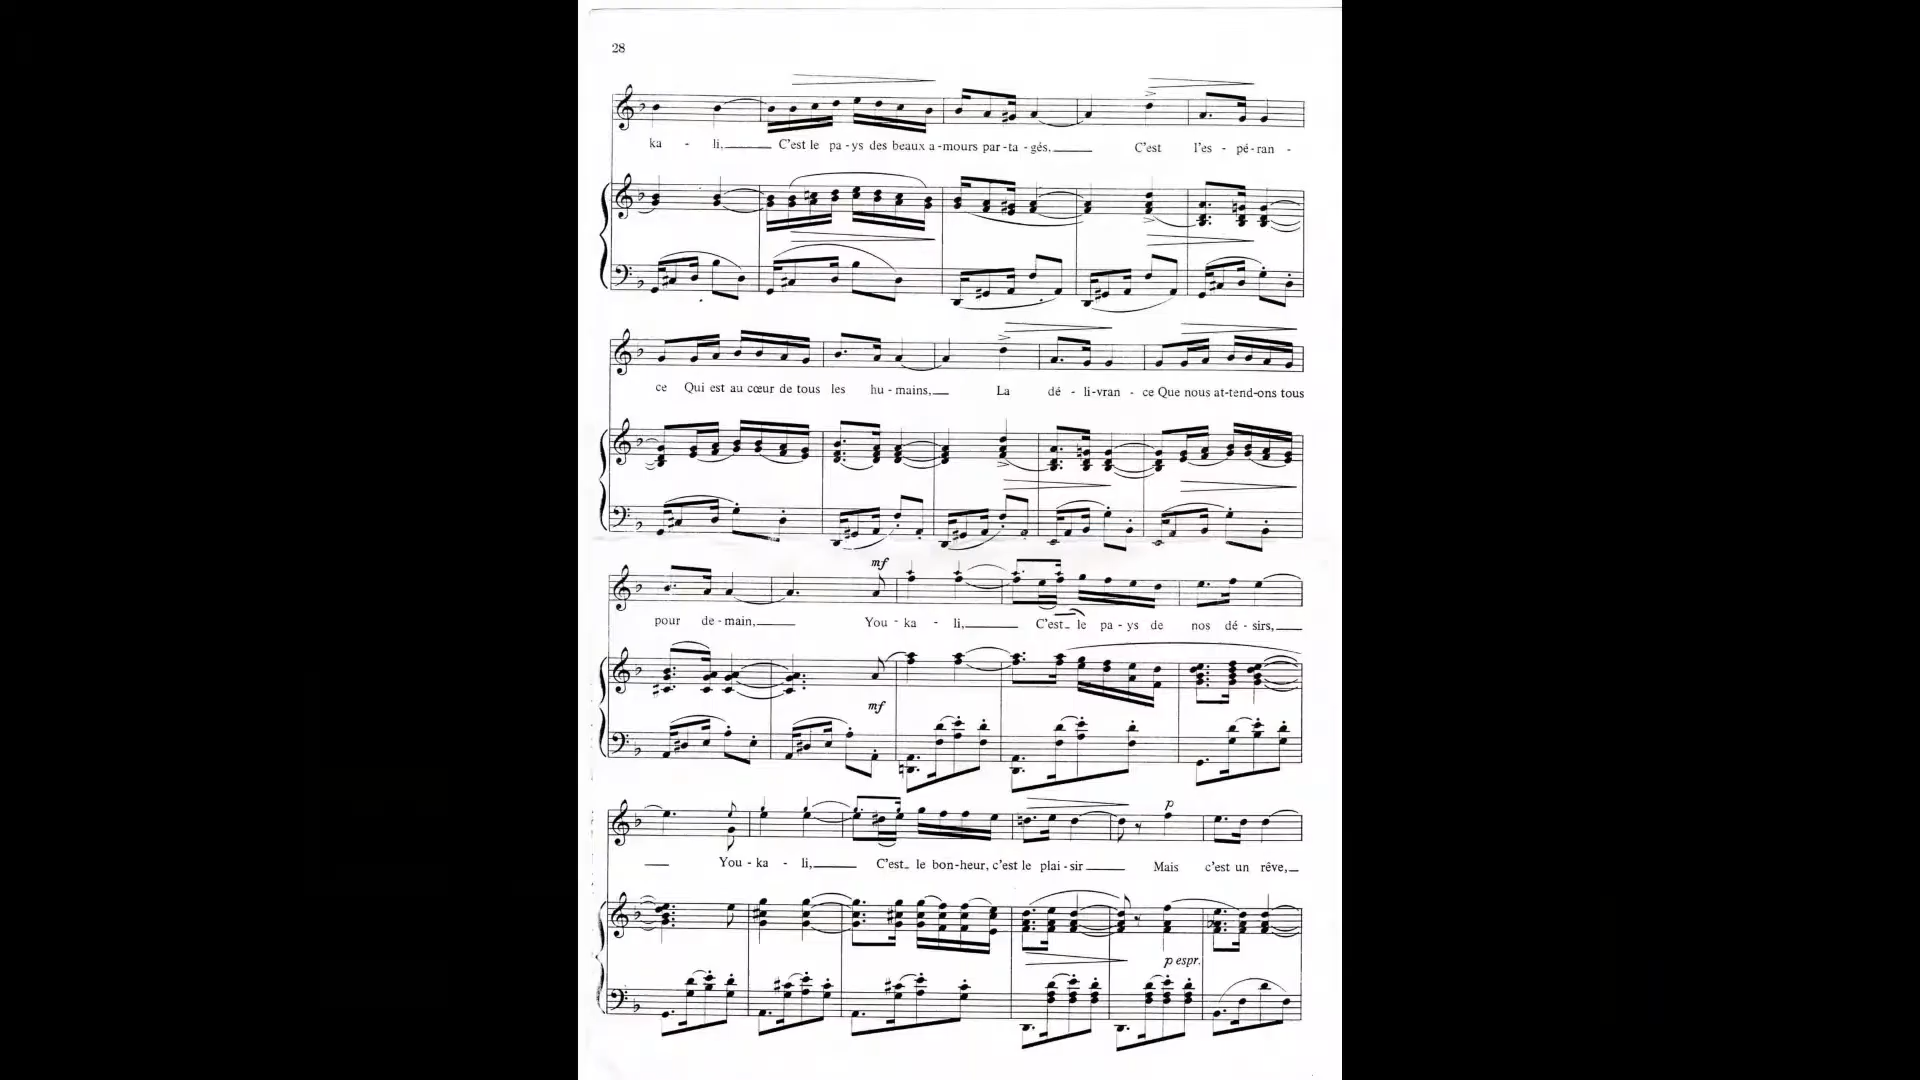 28
ka - li, C'est le pa - ys des beaux a - mours par - ta - gés. C'est l'es - pé - ran -
ce Qui est au cœur de tous les hu - mains, La dé - li - vran - ce Que nous at - tend - ons tous
mf
pour de - main, You - ka - li, C'est le pa - ys de nos dé - sirs,
mf
p
You - ka - li, C'est le bon - heur, c'est le plai - sir Mais c'est un rêve,
p espr.